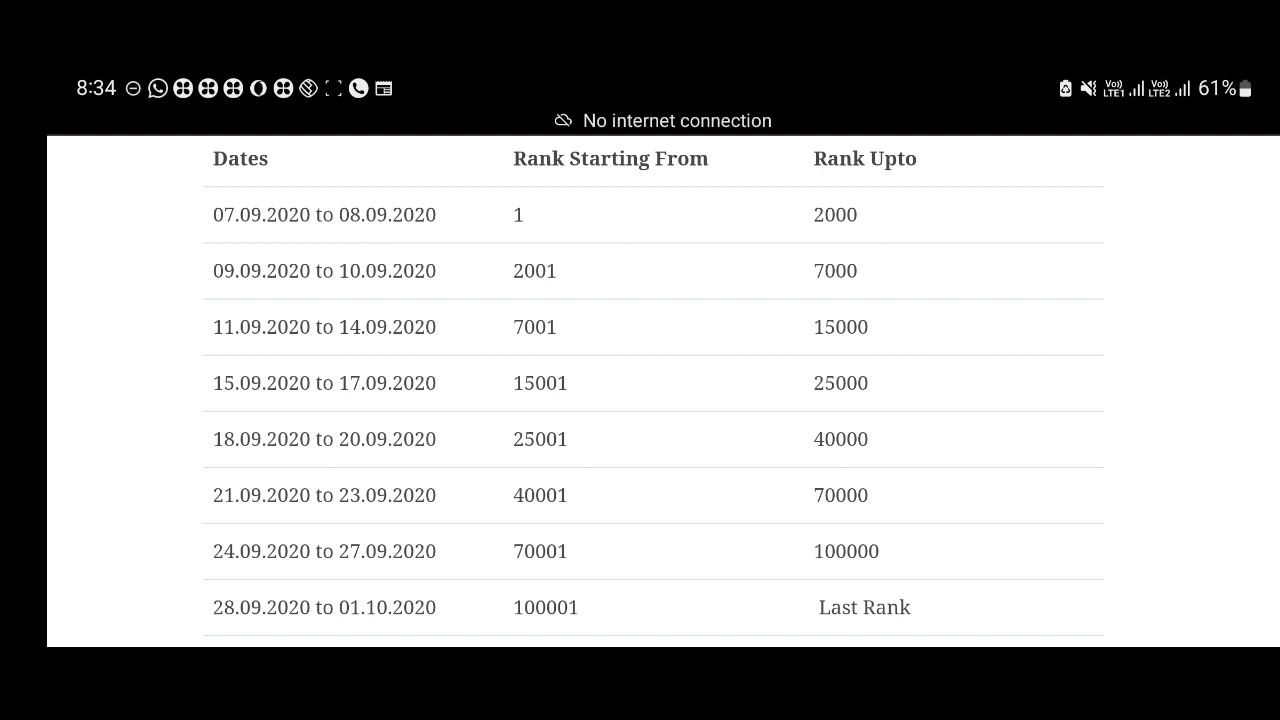 8:34
Vo) LTE1 Vo) LTE2 61%
No internet connection
Dates Rank Starting From Rank Upto
07.09.2020 to 08.09.2020 1 2000
09.09.2020 to 10.09.2020 2001 7000
11.09.2020 to 14.09.2020 7001 15000
15.09.2020 to 17.09.2020 15001 25000
18.09.2020 to 20.09.2020 25001 40000
21.09.2020 to 23.09.2020 40001 70000
24.09.2020 to 27.09.2020 70001 100000
28.09.2020 to 01.10.2020 100001 Last Rank